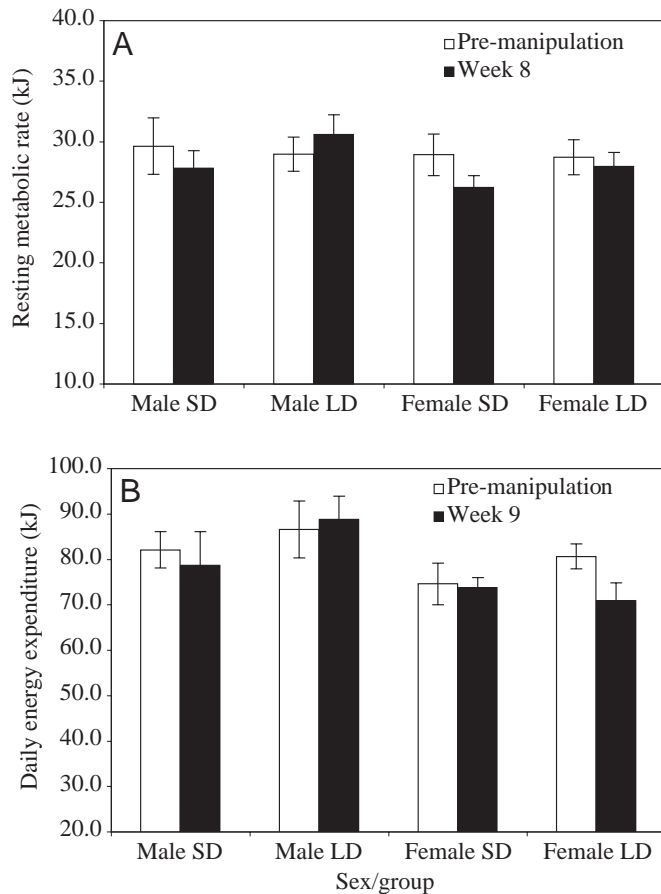 A
Pre-manipulation
Week 8
Resting metabolic rate (kJ)
40.0
35.0
30.0
25.0
20.0
15.0
10.0
Male SD Male LD Female SD Female LD
B
Pre-manipulation
Week 9
Daily energy expenditure (kJ)
100.0
90.0
80.0
70.0
60.0
50.0
40.0
30.0
20.0
Male SD Male LD Female SD Female LD
Sex/group